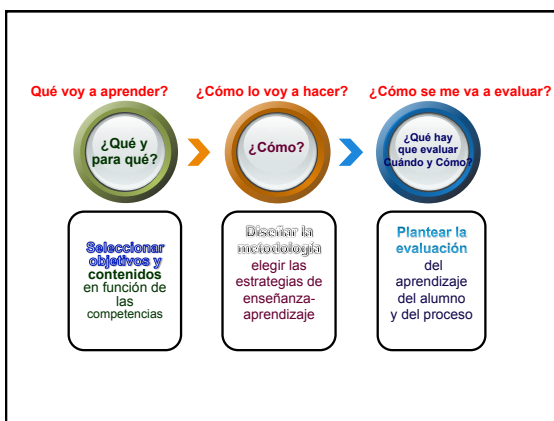 Qué voy a aprender?
¿Cómo lo voy a hacer?
¿Cómo se me va a evaluar?
¿Qué y
para qué?
¿Cómo?
¿Qué hay
que evaluar
Cuándo y Cómo?
Seleccionar
objetivos y
contenidos
en función de
las
competencias
Diseñar la
metodología
elegir las
estrategias de
enseñanza-
aprendizaje
Plantear la
evaluación
del
aprendizaje
del alumno
y del proceso